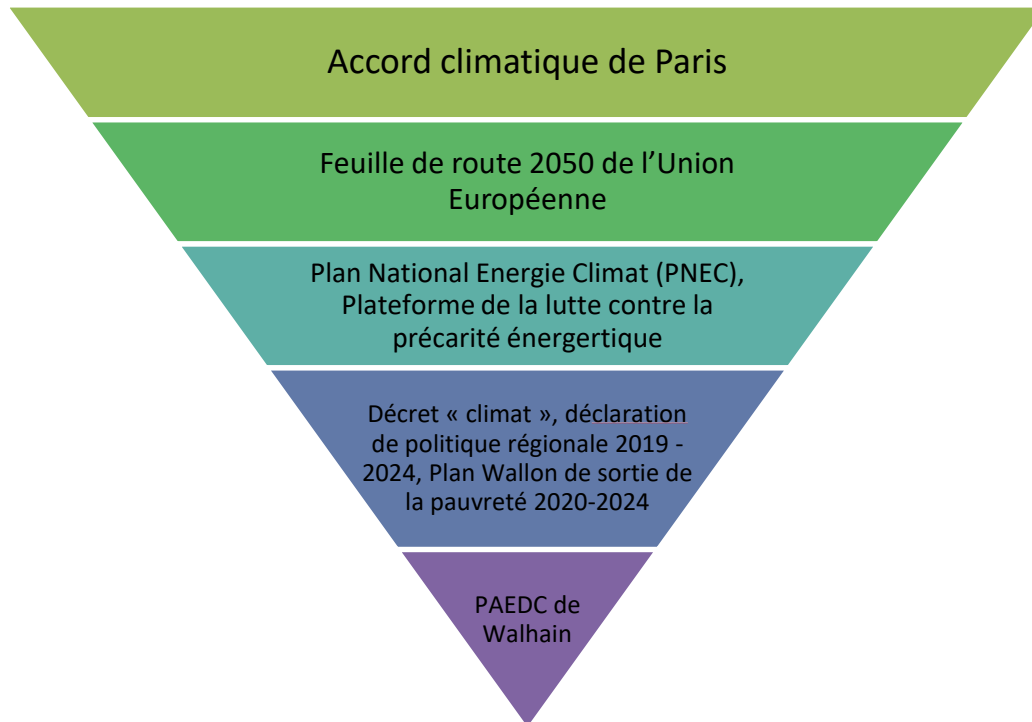 Accord climatique de Paris
Feuille de route 2050 de l’Union
Européenne
Plan National Energie Climat (PNEC),
Plateforme de la lutte contre la
précarité énergertique
Décret « climat », déclaration
de politique régionale 2019 -
2024, Plan Wallon de sortie de
la pauvreté 2020-2024
PAEDC de
Walhain